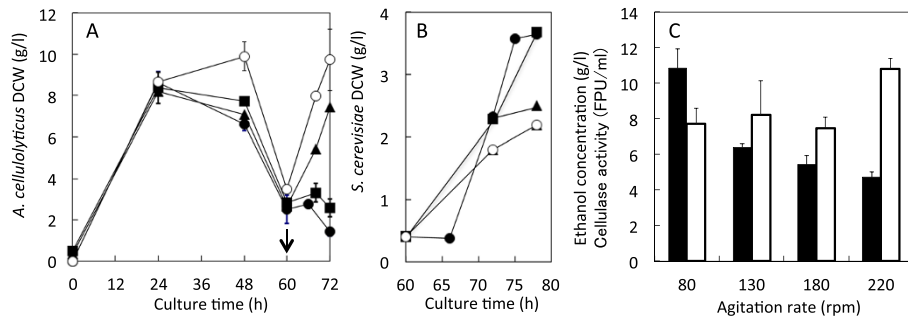 A
A. cellulolyticus DCW (g/l)
12
10
8
6
4
2
0
0 12 24 36 48 60 72
Culture time (h)
B
S. cerevisiae DCW (g/l)
4
3
2
1
0
60 65 70 75 80
Culture time (h)
C
Ethanol concentration (g/l)
Cellulase activity (FPU/ml)
14
12
10
8
6
4
2
0
80 130 180 220
Agitation rate (rpm)